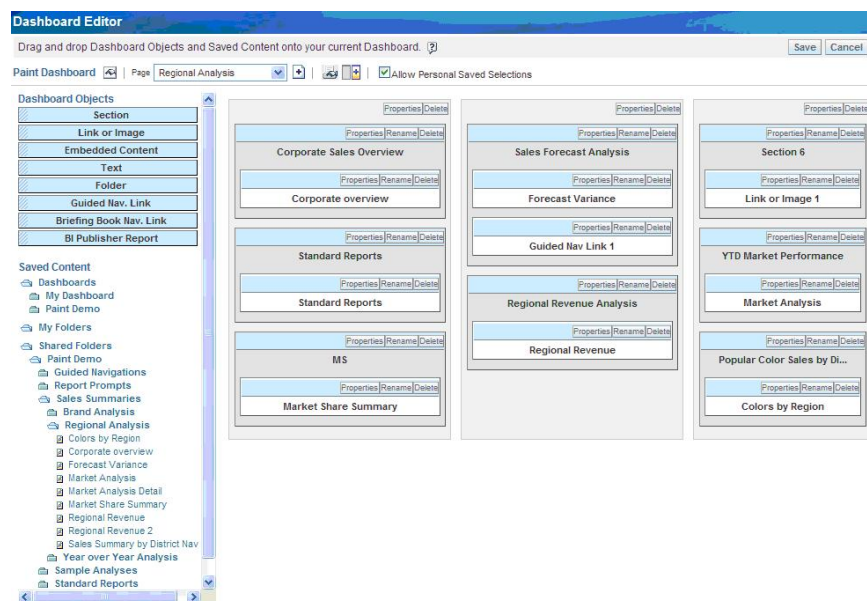 Dashboard Editor
Drag and drop Dashboard Objects and Saved Content onto your current Dashboard. [?]
Save Cancel
Paint Dashboard | Page Regional Analysis | | Allow Personal Saved Selections
Dashboard Objects
Section
Link or Image
Embedded Content
Text
Folder
Guided Nav. Link
Briefing Book Nav. Link
BI Publisher Report
Saved Content
Dashboards
My Dashboard
Paint Demo
My Folders
Shared Folders
Paint Demo
Guided Navigations
Report Prompts
Sales Summaries
Brand Analysis
Regional Analysis
Colors by Region
Corporate overview
Forecast Variance
Market Analysis
Market Analysis Detail
Market Share Summary
Regional Revenue
Regional Revenue 2
Sales Summary by District Nav
Year over Year Analysis
Sample Analyses
Standard Reports
Properties Delete
Properties Rename Delete
Corporate Sales Overview
Properties Rename Delete
Corporate overview
Properties Rename Delete
Standard Reports
Properties Rename Delete
Standard Reports
Properties Rename Delete
MS
Properties Rename Delete
Market Share Summary
Properties Delete
Properties Rename Delete
Sales Forecast Analysis
Properties Rename Delete
Forecast Variance
Properties Rename Delete
Guided Nav Link 1
Properties Rename Delete
Regional Revenue Analysis
Properties Rename Delete
Regional Revenue
Properties Delete
Properties Rename Delete
Section 6
Properties Rename Delete
Link or Image 1
Properties Rename Delete
YTD Market Performance
Properties Rename Delete
Market Analysis
Properties Rename Delete
Popular Color Sales by Di...
Properties Rename Delete
Colors by Region